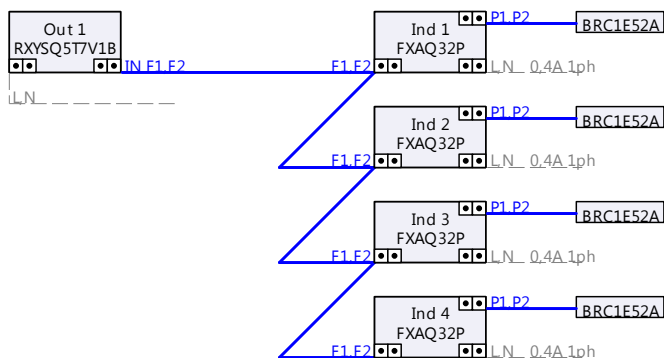 Out 1
RXYSQ5T7V1B
IN F1,F2
L,N
Ind 1
FXAQ32P
F1,F2
P1,P2
BRC1E52A
L,N 0,4A 1ph
Ind 2
FXAQ32P
F1,F2
P1,P2
BRC1E52A
L,N 0,4A 1ph
Ind 3
FXAQ32P
F1,F2
P1,P2
BRC1E52A
L,N 0,4A 1ph
Ind 4
FXAQ32P
F1,F2
P1,P2
BRC1E52A
L,N 0,4A 1ph